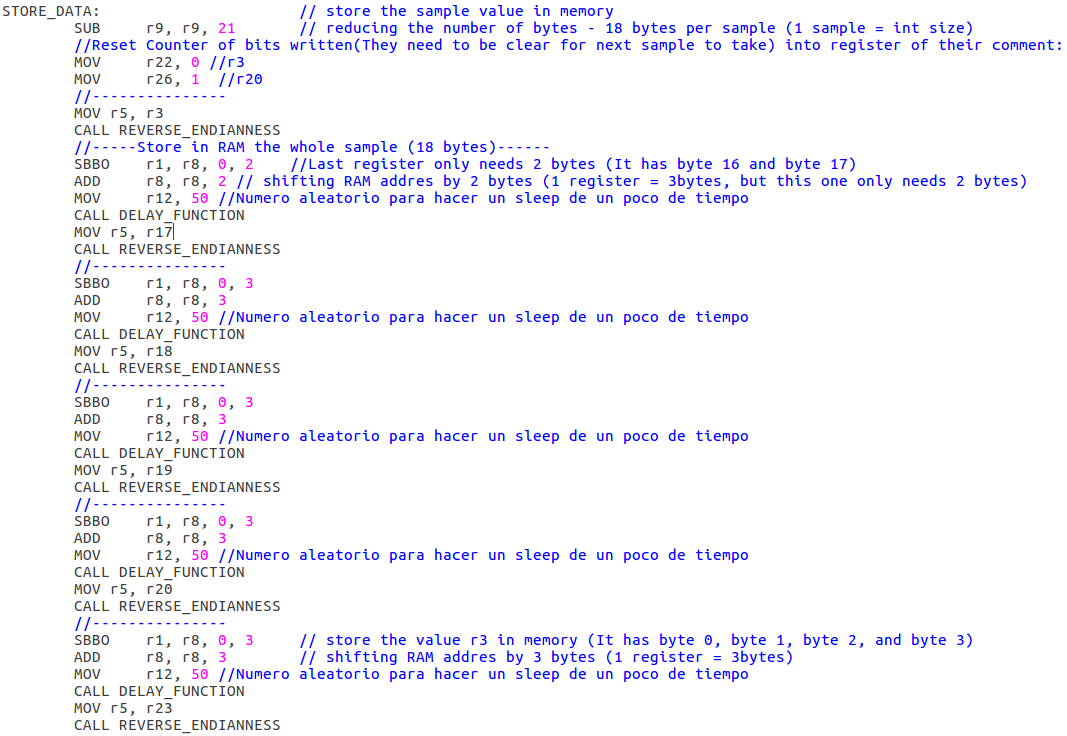 STORE_DATA:                      // store the sample value in memory
        SUB     r9, r9, 21       // reducing the number of bytes - 18 bytes per sample (1 sample = int size)
        //Reset Counter of bits written(They need to be clear for next sample to take) into register of their comment:
        MOV     r22, 0 //r3
        MOV     r26, 1  //r20
        //---------------
        MOV r5, r3
        CALL REVERSE_ENDIANNESS
        //-----Store in RAM the whole sample (18 bytes)------
        SBBO    r1, r8, 0, 2    //Last register only needs 2 bytes (It has byte 16 and byte 17)
        ADD     r8, r8, 2 // shifting RAM addres by 2 bytes (1 register = 3bytes, but this one only needs 2 bytes)
        MOV     r12, 50 //Numero aleatorio para hacer un sleep de un poco de tiempo
        CALL DELAY_FUNCTION
        MOV r5, r17
        CALL REVERSE_ENDIANNESS
        //---------------
        SBBO    r1, r8, 0, 3
        ADD     r8, r8, 3
        MOV     r12, 50 //Numero aleatorio para hacer un sleep de un poco de tiempo
        CALL DELAY_FUNCTION
        MOV r5, r18
        CALL REVERSE_ENDIANNESS
        //---------------
        SBBO    r1, r8, 0, 3
        ADD     r8, r8, 3
        MOV     r12, 50 //Numero aleatorio para hacer un sleep de un poco de tiempo
        CALL DELAY_FUNCTION
        MOV r5, r19
        CALL REVERSE_ENDIANNESS
        //---------------
        SBBO    r1, r8, 0, 3
        ADD     r8, r8, 3
        MOV     r12, 50 //Numero aleatorio para hacer un sleep de un poco de tiempo
        CALL DELAY_FUNCTION
        MOV r5, r20
        CALL REVERSE_ENDIANNESS
        //---------------
        SBBO    r1, r8, 0, 3     // store the value r3 in memory (It has byte 0, byte 1, byte 2, and byte 3)
        ADD     r8, r8, 3        // shifting RAM addres by 3 bytes (1 register = 3bytes)
        MOV     r12, 50 //Numero aleatorio para hacer un sleep de un poco de tiempo
        CALL DELAY_FUNCTION
        MOV r5, r23
        CALL REVERSE_ENDIANNESS